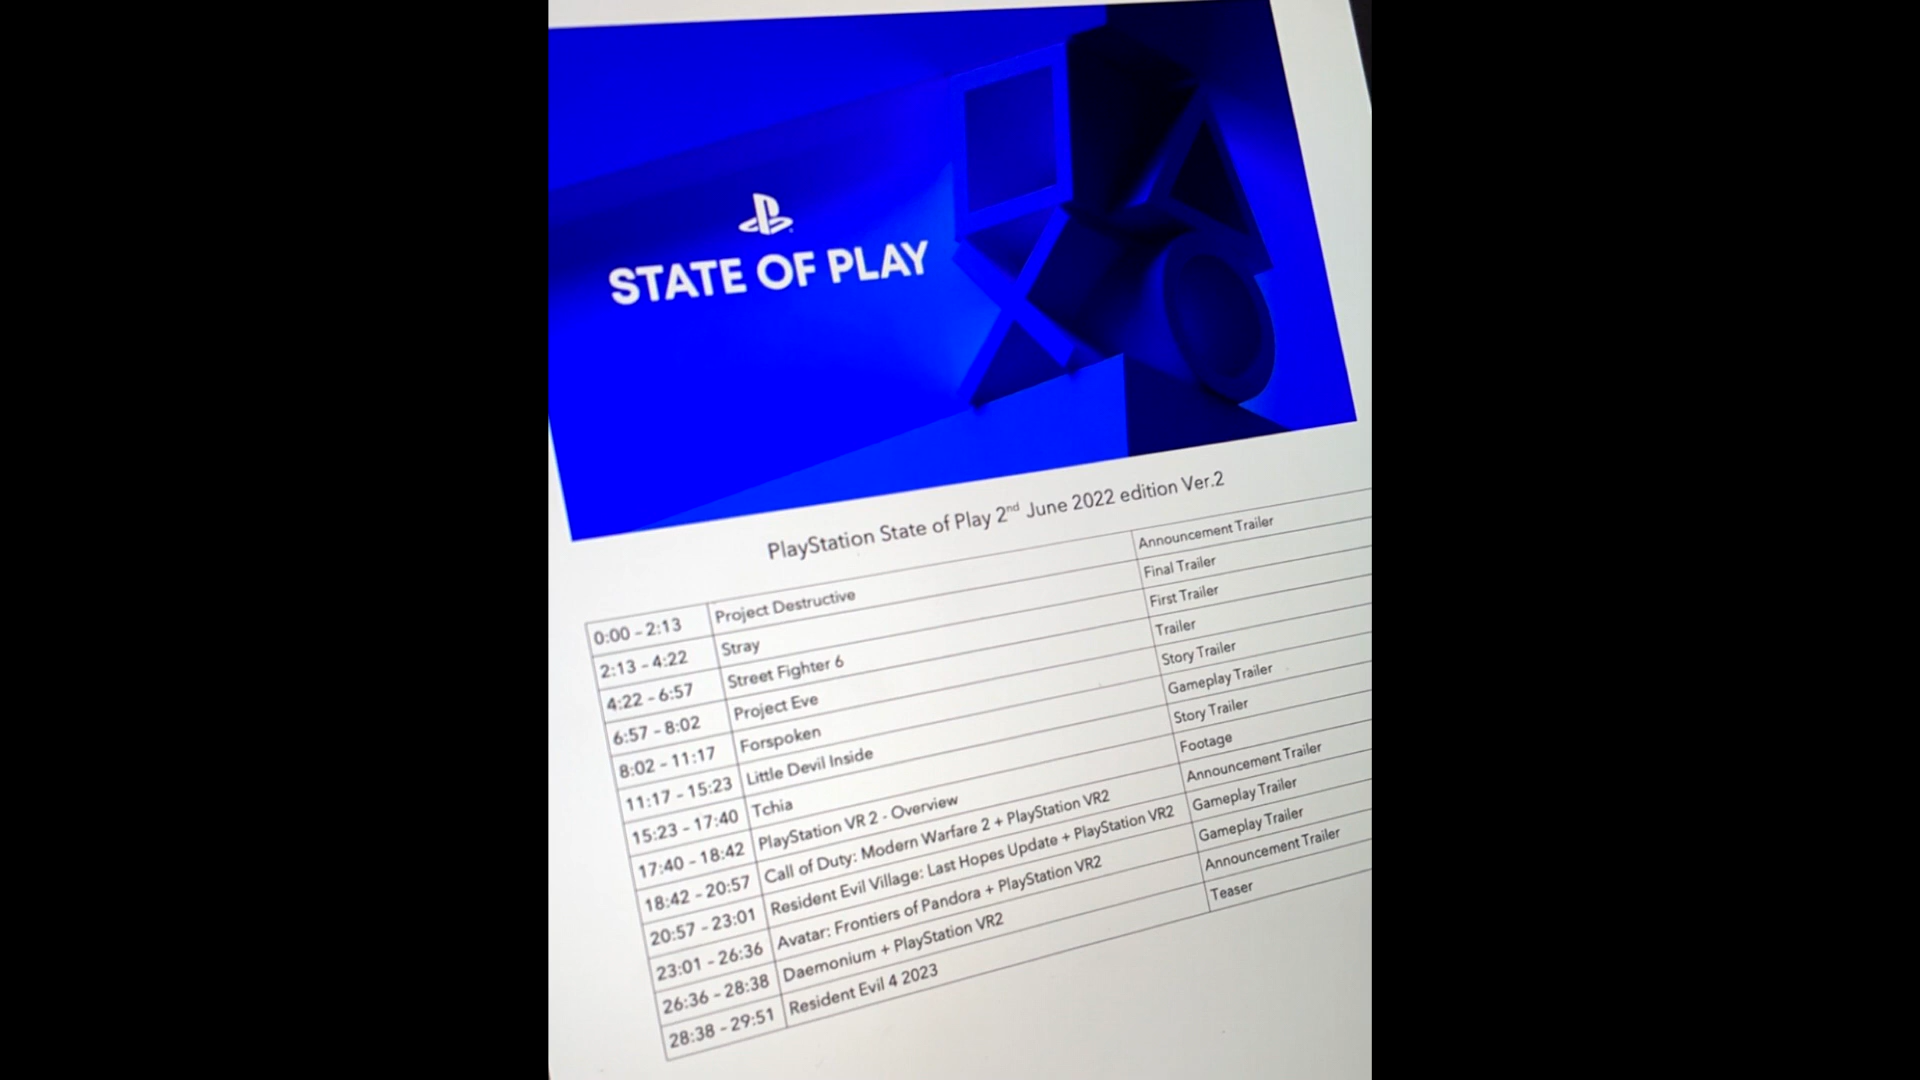 STATE OF PLAY
PlayStation State of Play 2nd June 2022 edition Ver.2
0:00 - 2:13 Project Destructive Announcement Trailer
2:13 - 4:22 Stray Final Trailer
4:22 - 6:57 Street Fighter 6 First Trailer
6:57 - 8:02 Project Eve Trailer
8:02 - 11:17 Forspoken Story Trailer
11:17 - 15:23 Little Devil Inside Gameplay Trailer
15:23 - 17:40 Tchia Story Trailer
17:40 - 18:42 PlayStation VR 2 - Overview Footage
18:42 - 20:57 Call of Duty: Modern Warfare 2 + PlayStation VR2 Announcement Trailer
20:57 - 23:01 Resident Evil Village: Last Hopes Update + PlayStation VR2 Gameplay Trailer
23:01 - 26:36 Avatar: Frontiers of Pandora + PlayStation VR2 Gameplay Trailer
26:36 - 28:38 Daemonium + PlayStation VR2 Announcement Trailer
28:38 - 29:51 Resident Evil 4 2023 Teaser